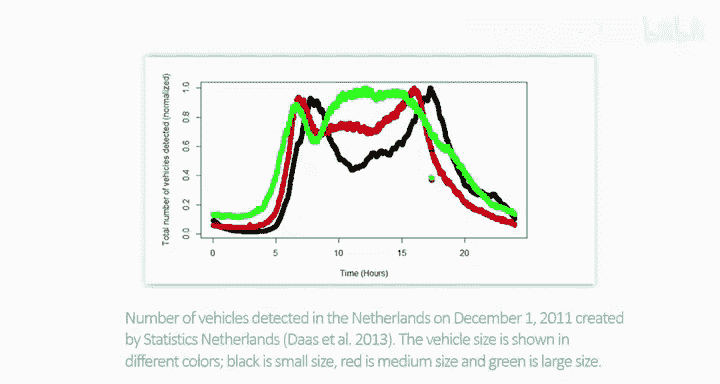 Total number of vehicles detected (normalized)
1.0
0.8
0.6
0.4
0.2
0.0
0 5 10 15 20
Time (Hours)
Number of vehicles detected in the Netherlands on December 1, 2011 created
by Statistics Netherlands (Daas et al. 2013). The vehicle size is shown in
different colors; black is small size, red is medium size and green is large size.